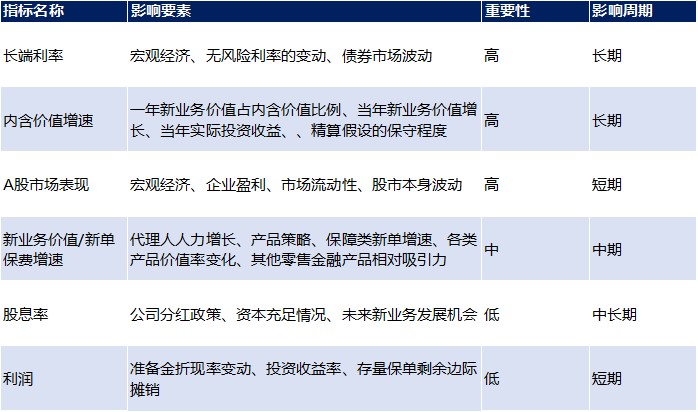 指标名称 影响要素 重要性 影响周期
长端利率 宏观经济、无风险利率的变动、债券市场波动 高 长期
内含价值增速 一年新业务价值占内含价值比例、当年新业务价值增
长、当年实际投资收益、、精算假设的保守程度 高 长期
A股市场表现 宏观经济、企业盈利、市场流动性、股市本身波动 高 短期
新业务价值/新单
保费增速 代理人人力增长、产品策略、保障类新单增速、各类
产品价值率变化、其他零售金融产品相对吸引力 中 中期
股息率 公司分红政策、资本充足情况、未来新业务发展机会 低 中长期
利润 准备金折现率变动、投资收益率、存量保单剩余边际
摊销 低 短期